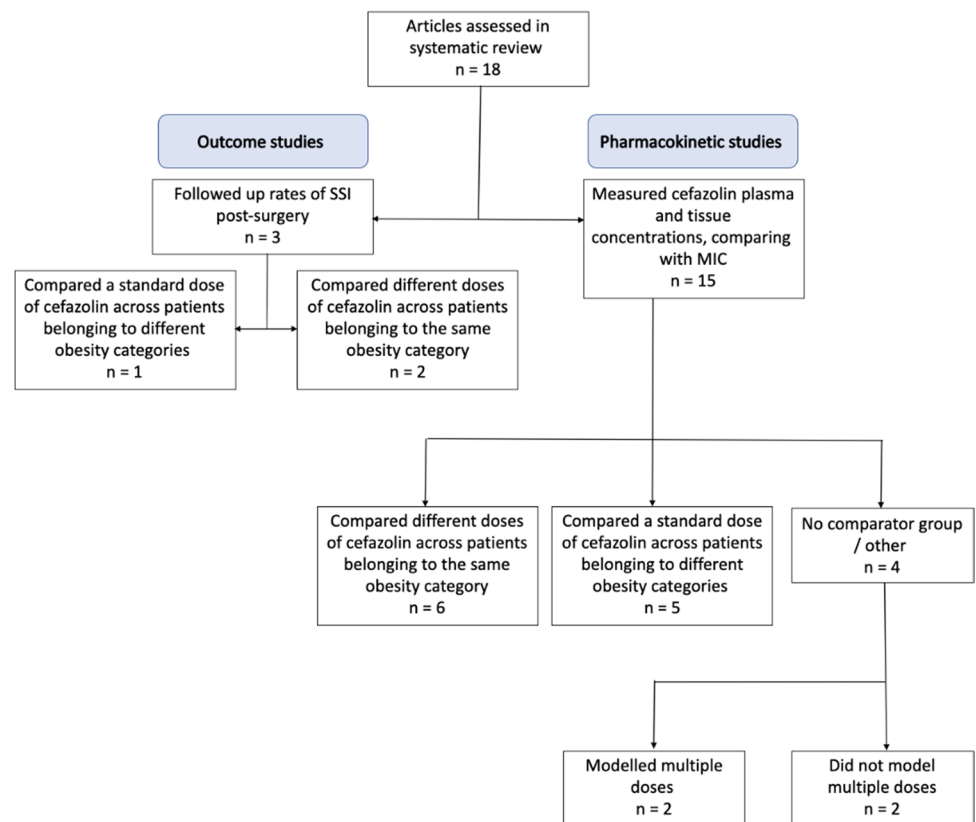 Articles assessed in
systematic review
n = 18
Outcome studies
Pharmacokinetic studies
Followed up rates of SSI
post-surgery
n = 3
Measured cefazolin plasma
and tissue
concentrations, comparing
with MIC
n = 15
Compared a standard dose
of cefazolin across patients
belonging to different
obesity categories
n = 1
Compared different doses
of cefazolin across patients
belonging to the same
obesity category
n = 2
Compared different doses
of cefazolin across patients
belonging to the same
obesity category
n = 6
Compared a standard dose
of cefazolin across patients
belonging to different
obesity categories
n = 5
No comparator group
/ other
n = 4
Modelled multiple
doses
n = 2
Did not model
multiple doses
n = 2